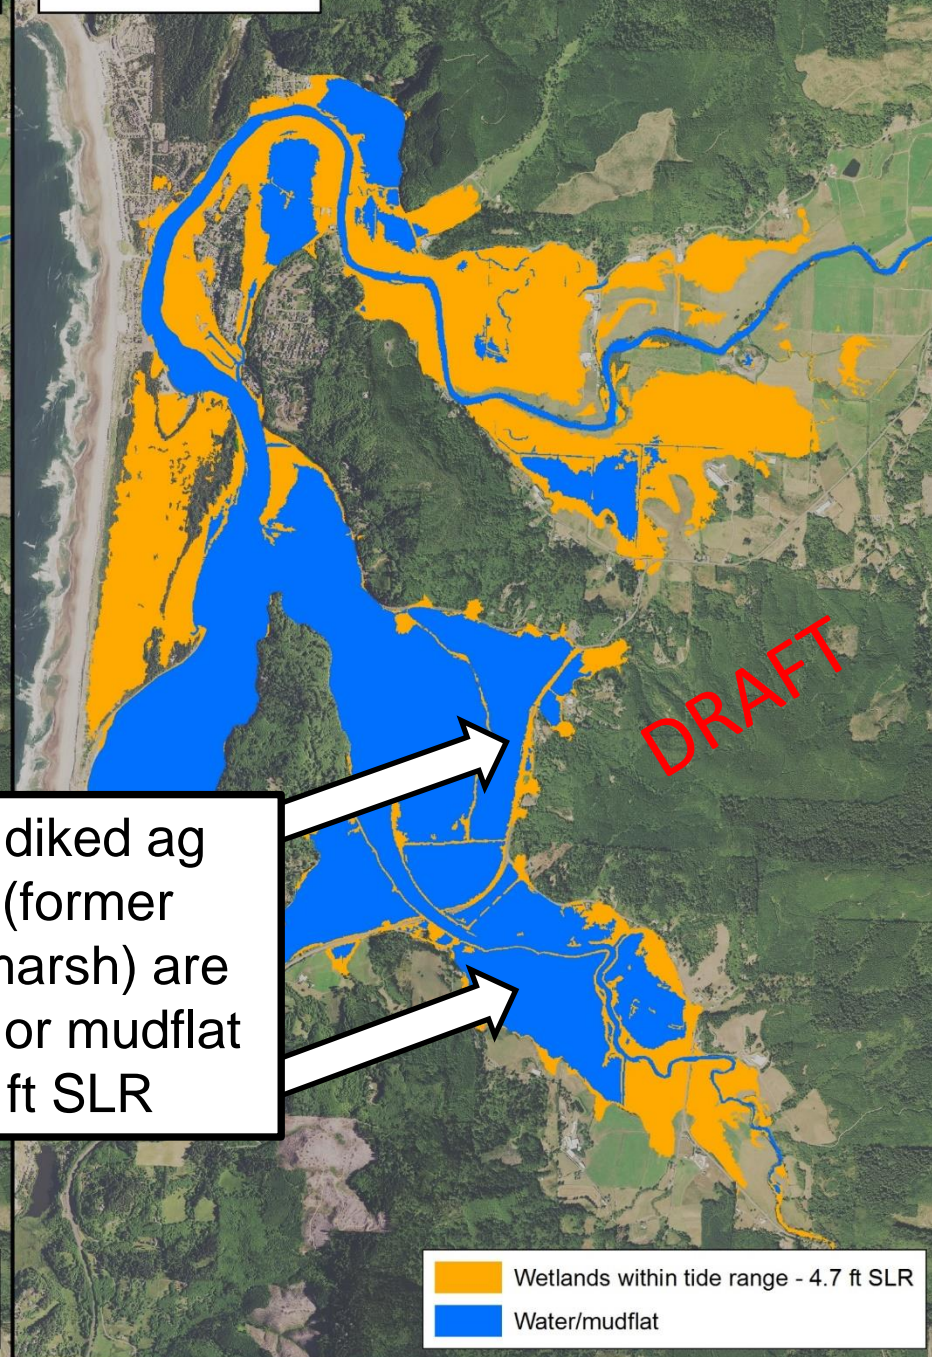 DRAFT
diked ag
(former
marsh) are
or mudflat
ft SLR
Wetlands within tide range - 4.7 ft SLR
Water/mudflat